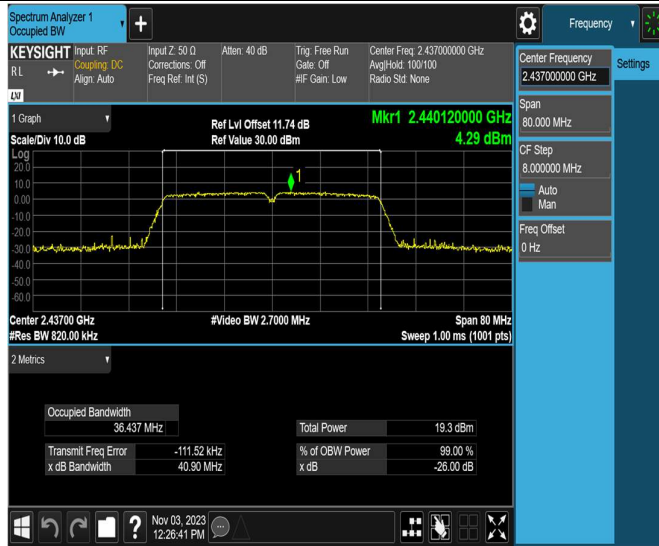 Spectrum Analyzer 1
Occupied BW
Frequency
KEYSIGHT
RL
LXI
Input: RF
Coupling: DC
Align: Auto
Input Z: 50 Ω
Corrections: Off
Freq Ref: Int (S)
Atten: 40 dB
Trig: Free Run
Gate: Off
#IF Gain: Low
Center Freq: 2.437000000 GHz
Avg|Hold: 100/100
Radio Std: None
Center Frequency
2.437000000 GHz
Settings
Span
80.000 MHz
CF Step
8.000000 MHz
Auto
Man
Freq Offset
0 Hz
1 Graph
Scale/Div 10.0 dB
Ref Lvl Offset 11.74 dB
Ref Value 30.00 dBm
Mkr1 2.440120000 GHz
4.29 dBm
Log
20.0
10.0
0.00
-10.0
-20.0
-30.0
-40.0
-50.0
-60.0
1
Center 2.43700 GHz
#Res BW 820.00 kHz
#Video BW 2.7000 MHz
Span 80 MHz
Sweep 1.00 ms (1001 pts)
2 Metrics
Occupied Bandwidth
36.437 MHz
Total Power 19.3 dBm
Transmit Freq Error -111.52 kHz
% of OBW Power 99.00 %
x dB Bandwidth 40.90 MHz
x dB -26.00 dB
?
Nov 03, 2023
12:26:41 PM